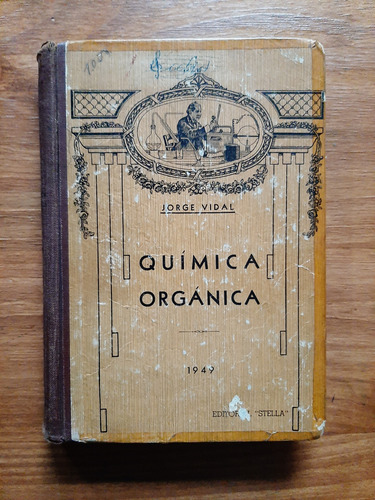 JORGE VIDAL
QUÍMICA
ORGÁNICA
1949
"STELLA"